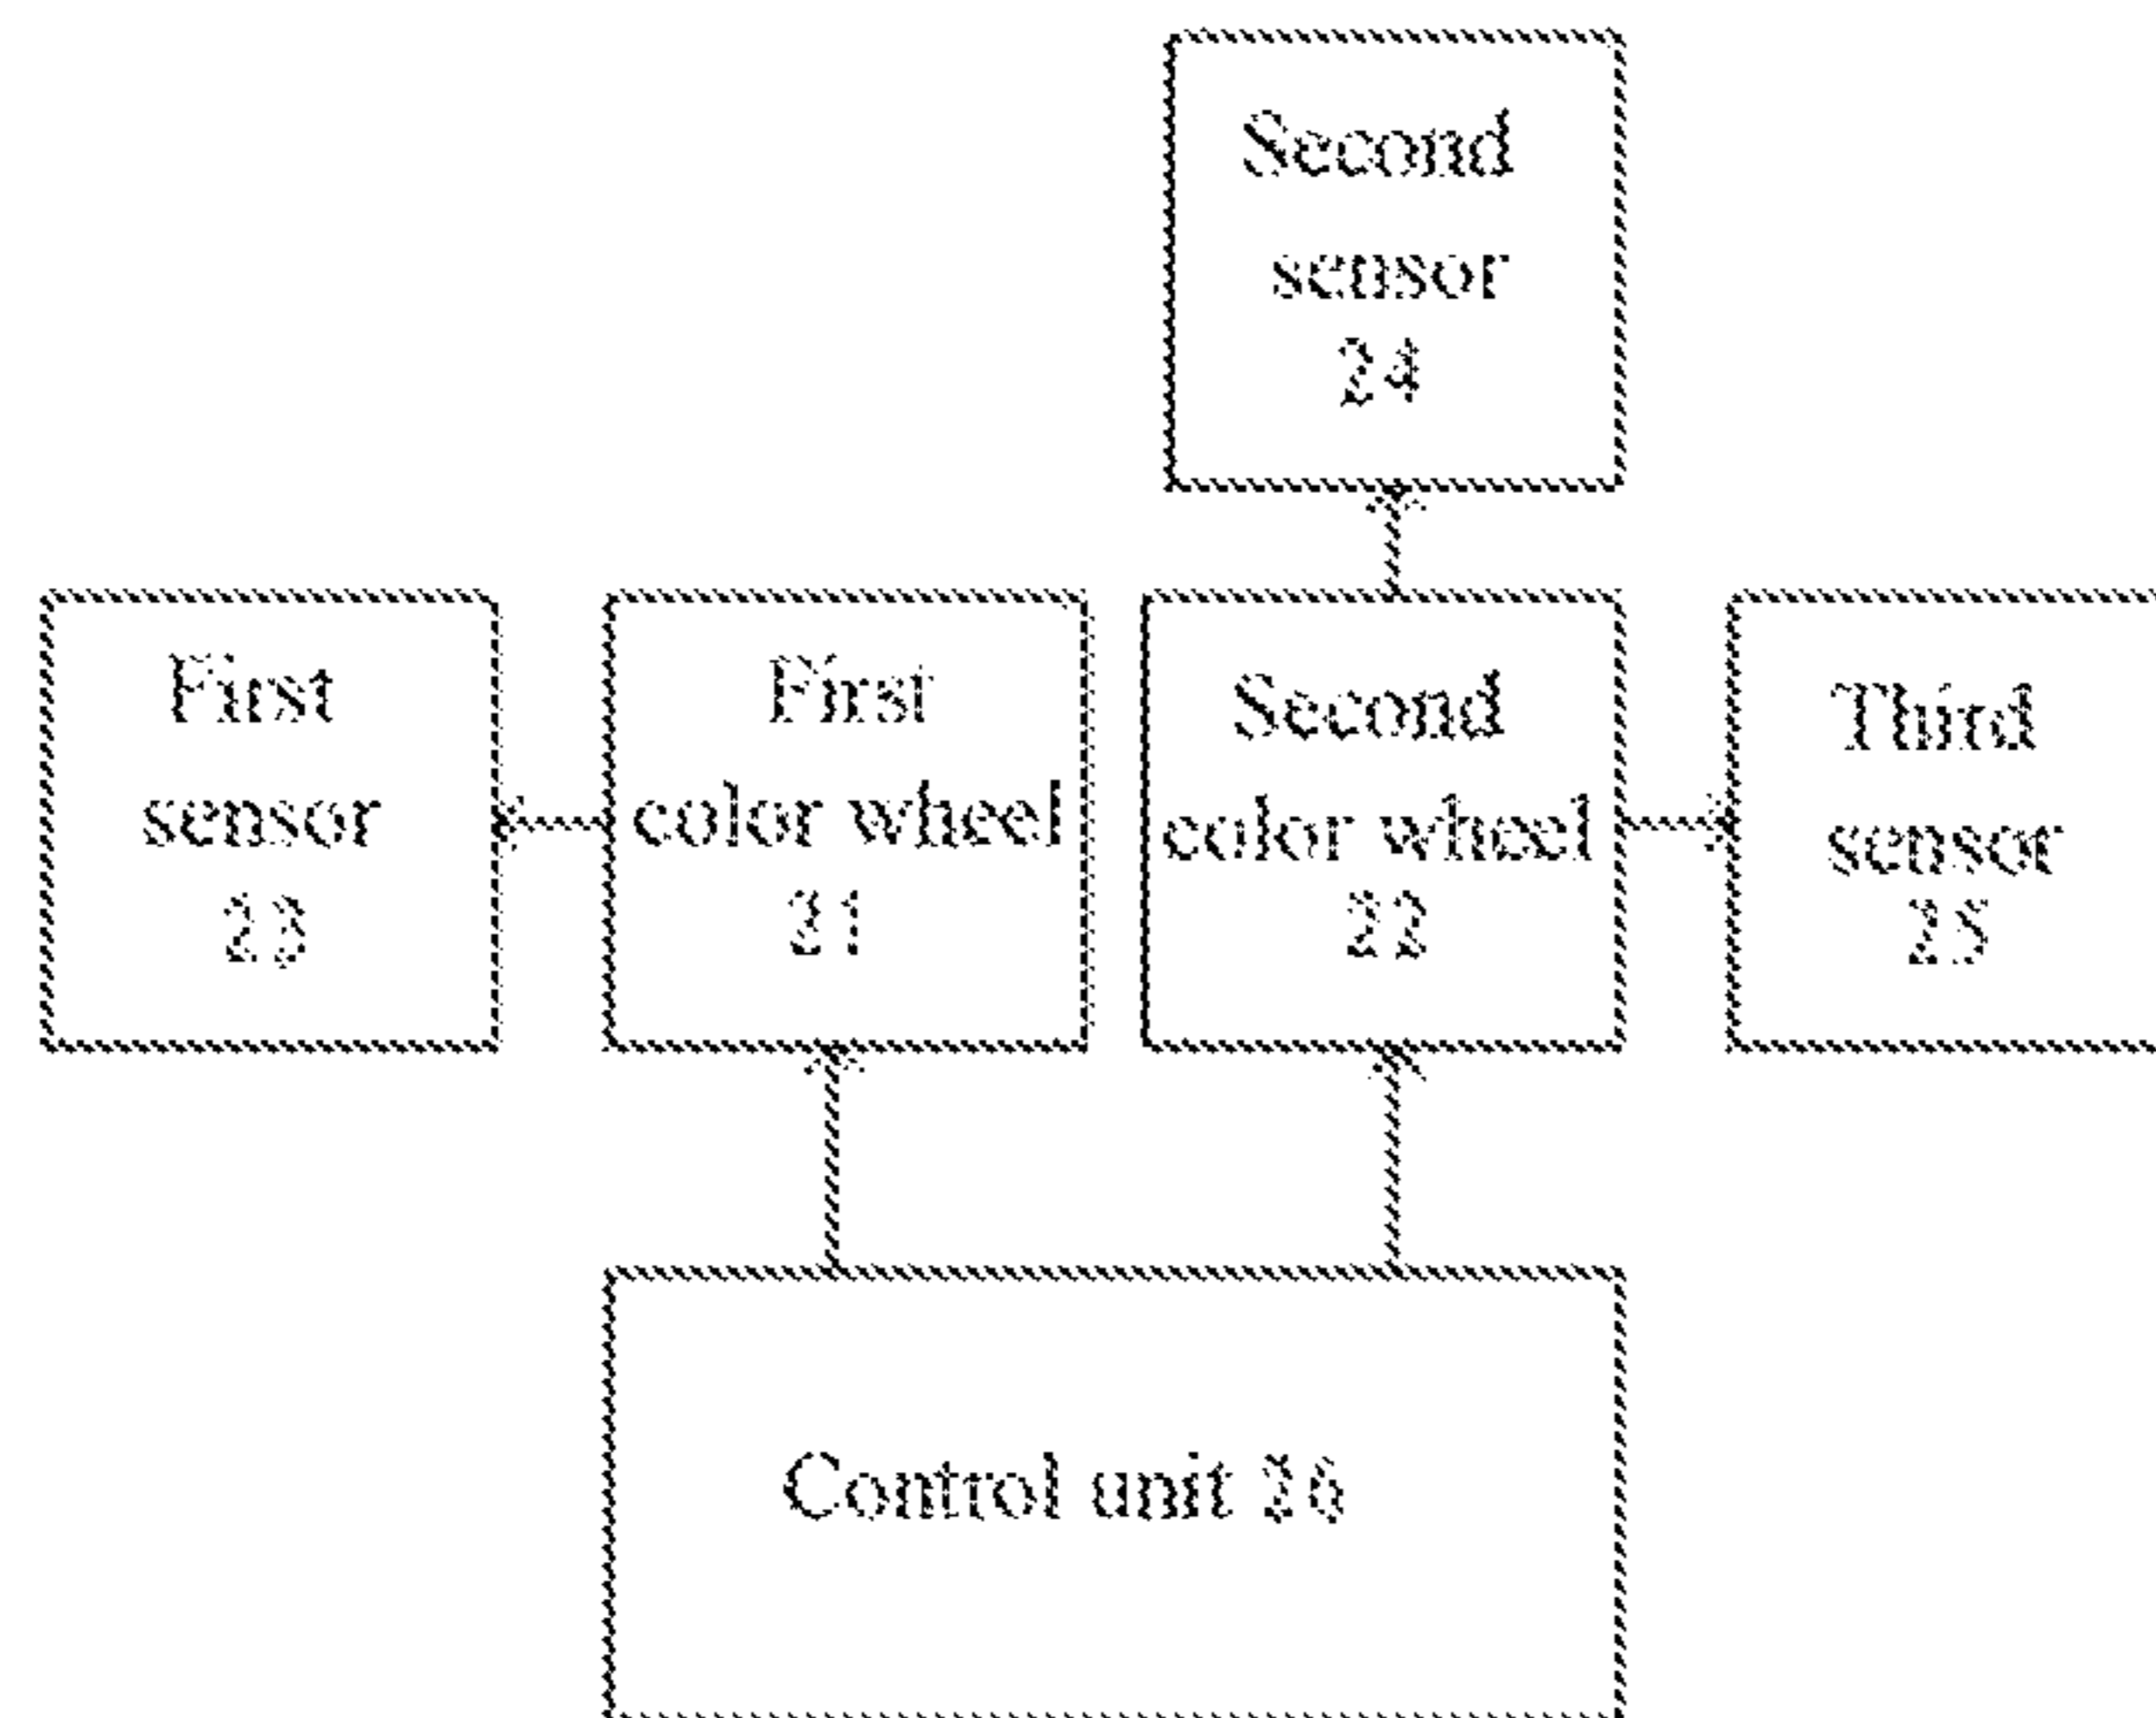 Second
sensor
24
First
sensor
23
First
color wheel
21
Second
color wheel
22
Third
sensor
25
Control unit 26